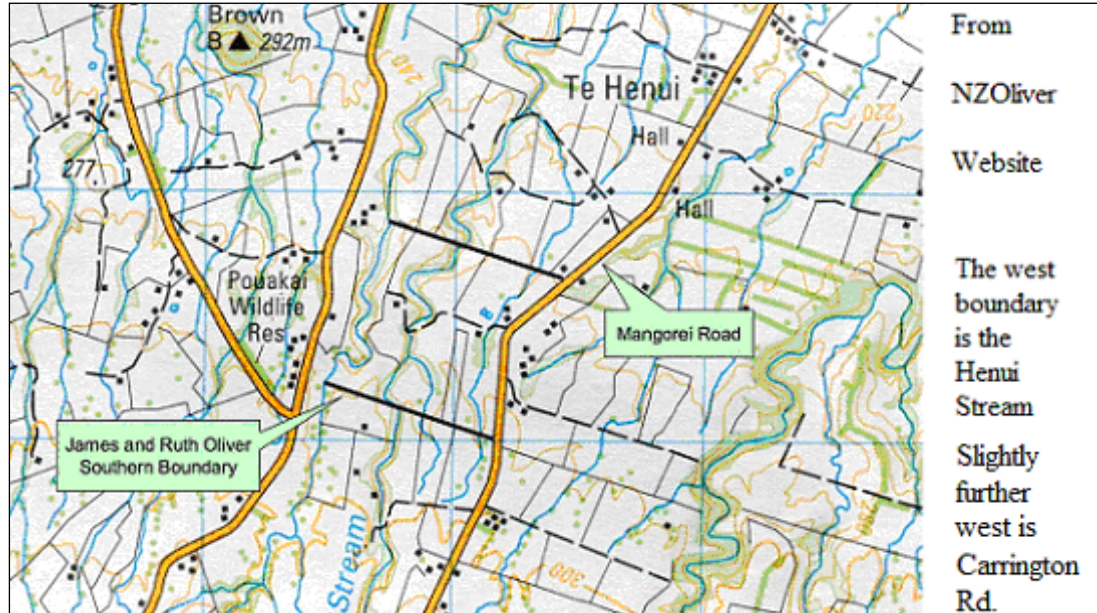 Brown
B 292m
240
Te Henui
Hall
220
277
Hall
Pouakai
Wildlife
Res
Mangorei Road
James and Ruth Oliver
Southern Boundary
Stream
300
From
NZOliver
Website
The west
boundary
is the
Henui
Stream
Slightly
further
west is
Carrington
Rd.